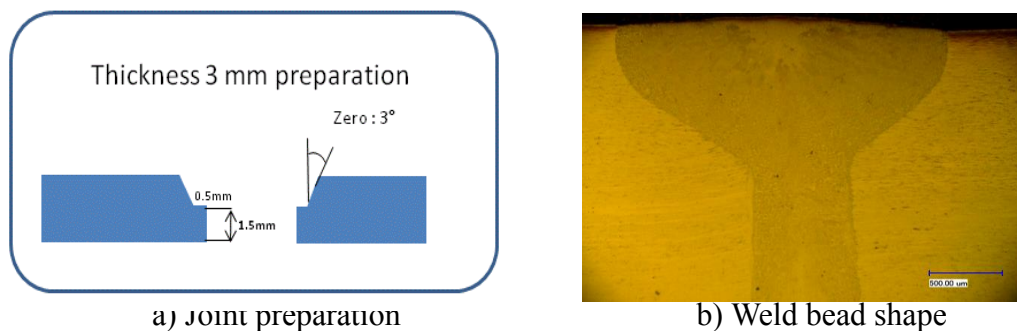 Thickness 3 mm preparation
Zero : 3°
0.5mm
1.5mm
500.00 um
a) Joint preparation
b) Weld bead shape